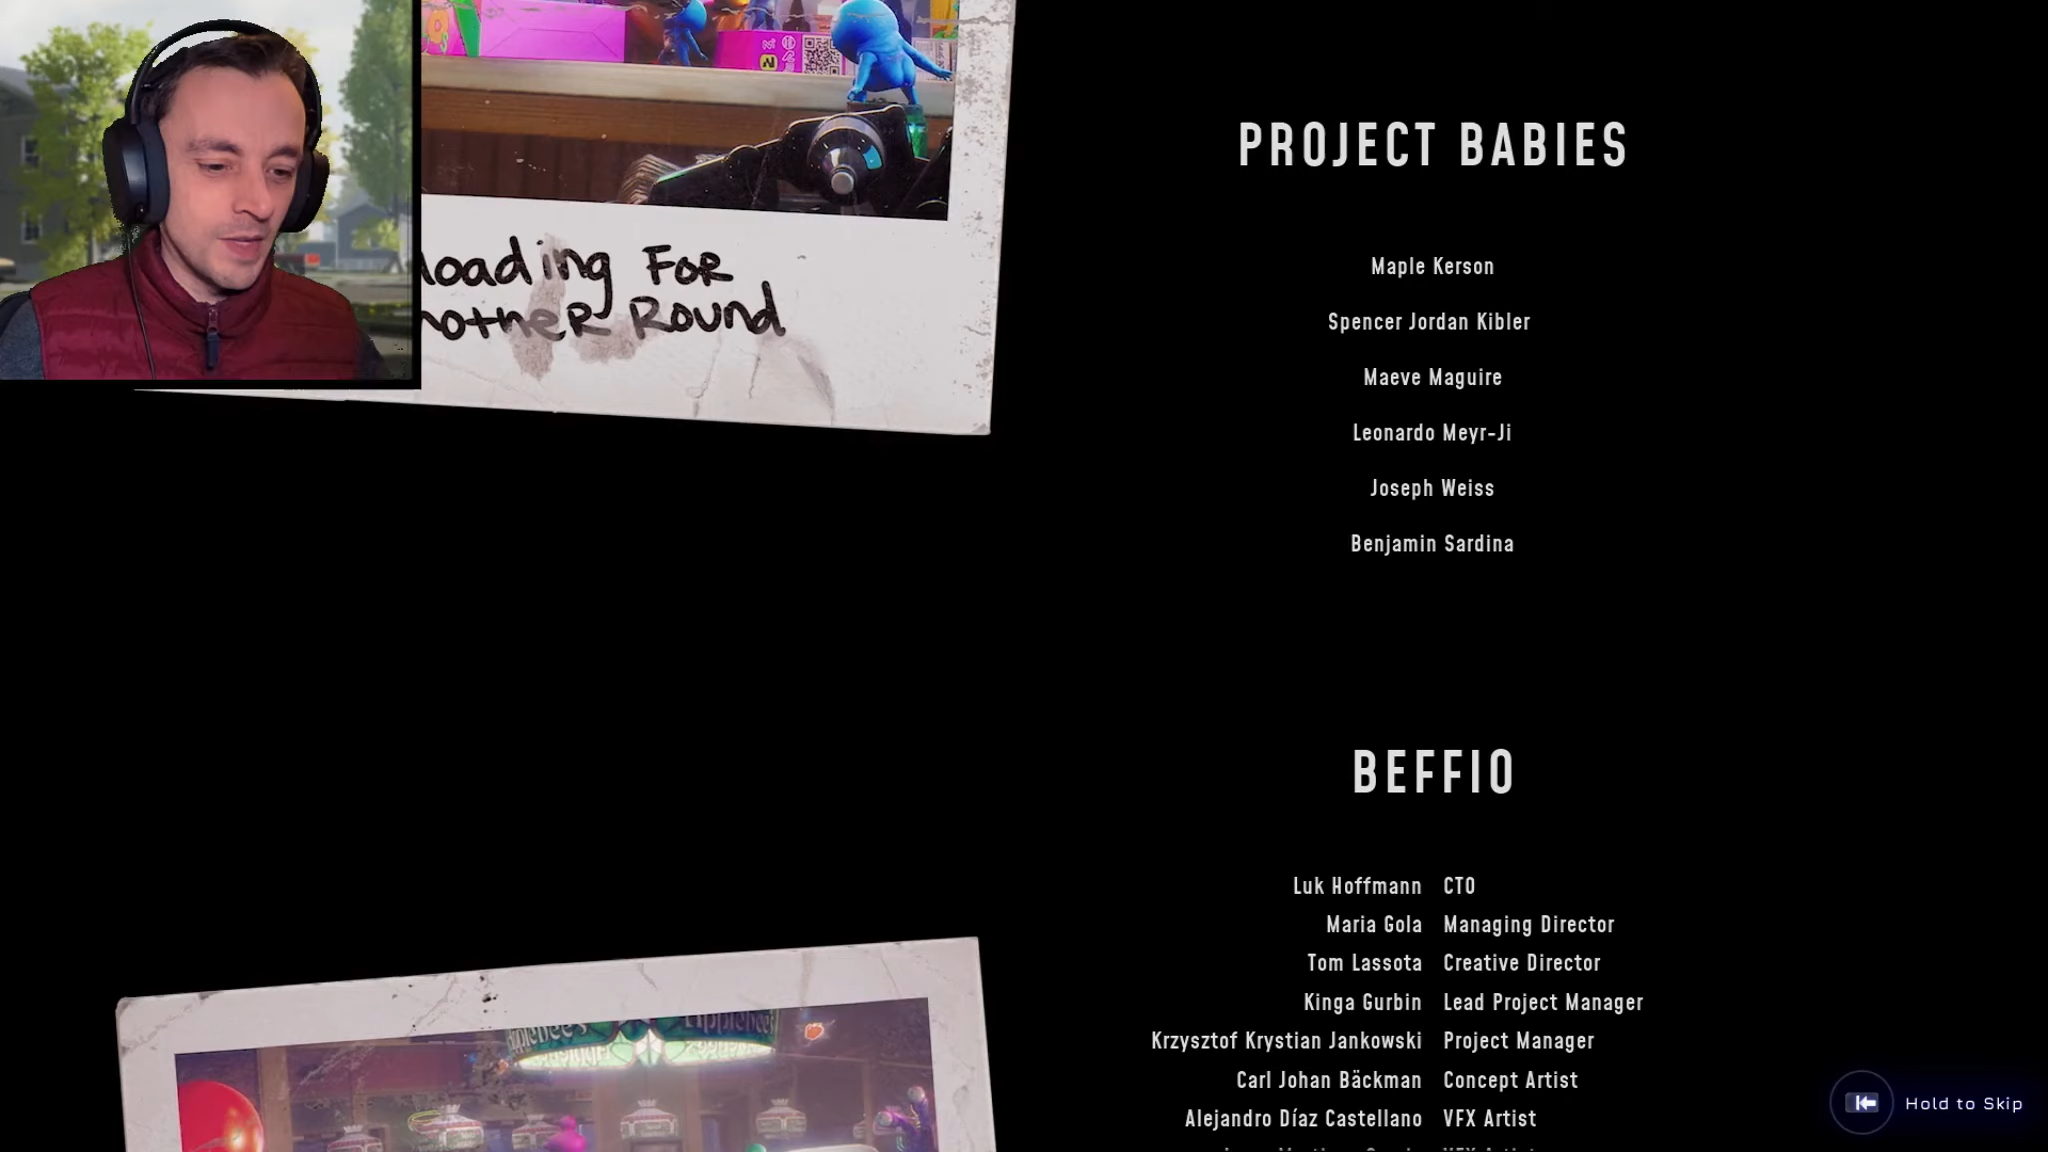 PROJECT BABIES
loading FOR
notheR Round
Maple Kerson
Spencer Jordan Kibler
Maeve Maguire
Leonardo Meyr-Ji
Joseph Weiss
Benjamin Sardina
BEFFIO
Luk Hoffmann CTO
Maria Gola Managing Director
Tom Lassota Creative Director
Kinga Gurbin Lead Project Manager
Krzysztof Krystian Jankowski Project Manager
Carl Johan Bäckman Concept Artist
Alejandro Díaz Castellano VFX Artist
Hold to Skip